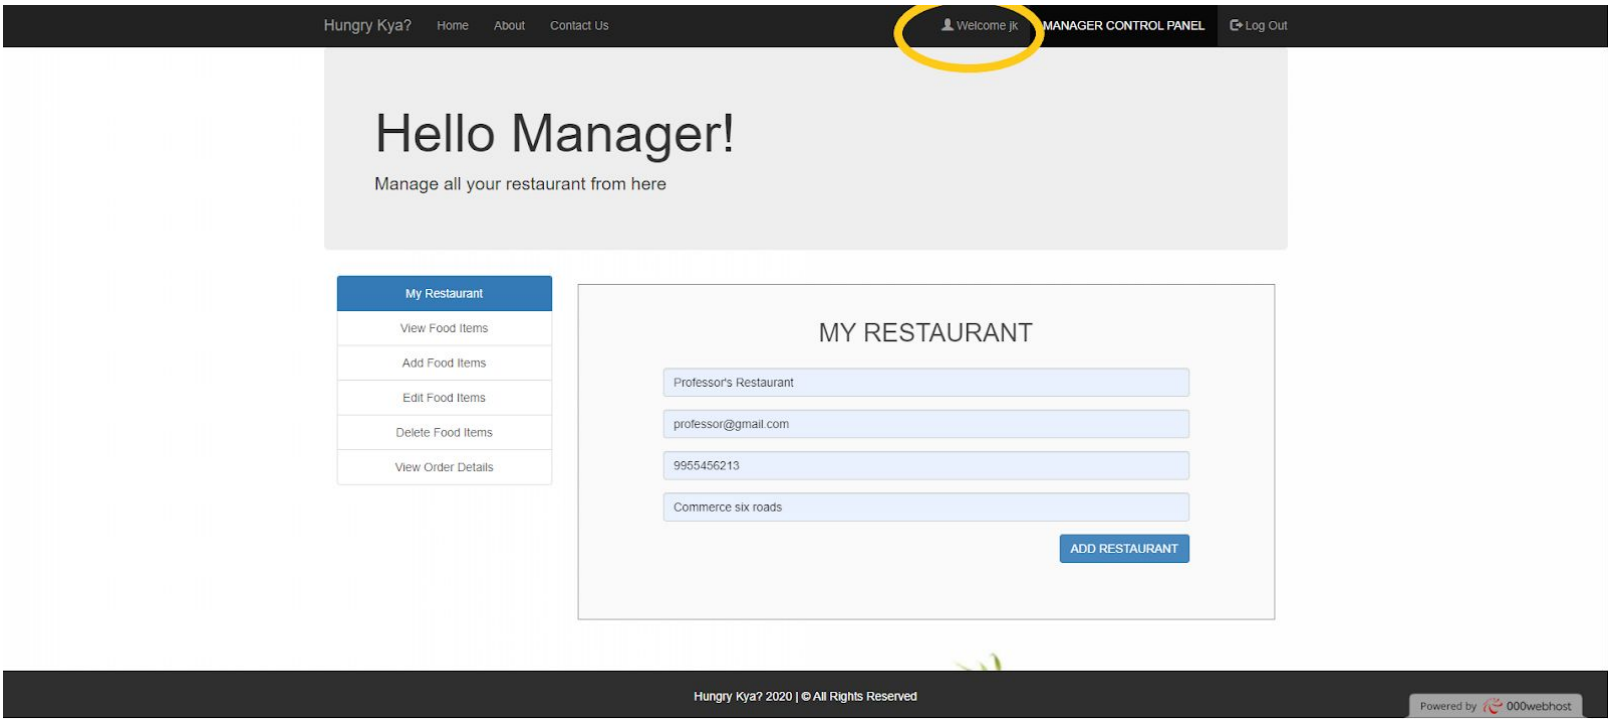 Hungry Kya? Home About Contact Us Welcome jk MANAGER CONTROL PANEL Log Out
Hello Manager!
Manage all your restaurant from here
My Restaurant
View Food Items
Add Food Items
Edit Food Items
Delete Food Items
View Order Details
MY RESTAURANT
Professor's Restaurant
professor@gmail.com
9955456213
Commerce six roads
ADD RESTAURANT
Hungry Kya? 2020 | © All Rights Reserved
Powered by 000webhost